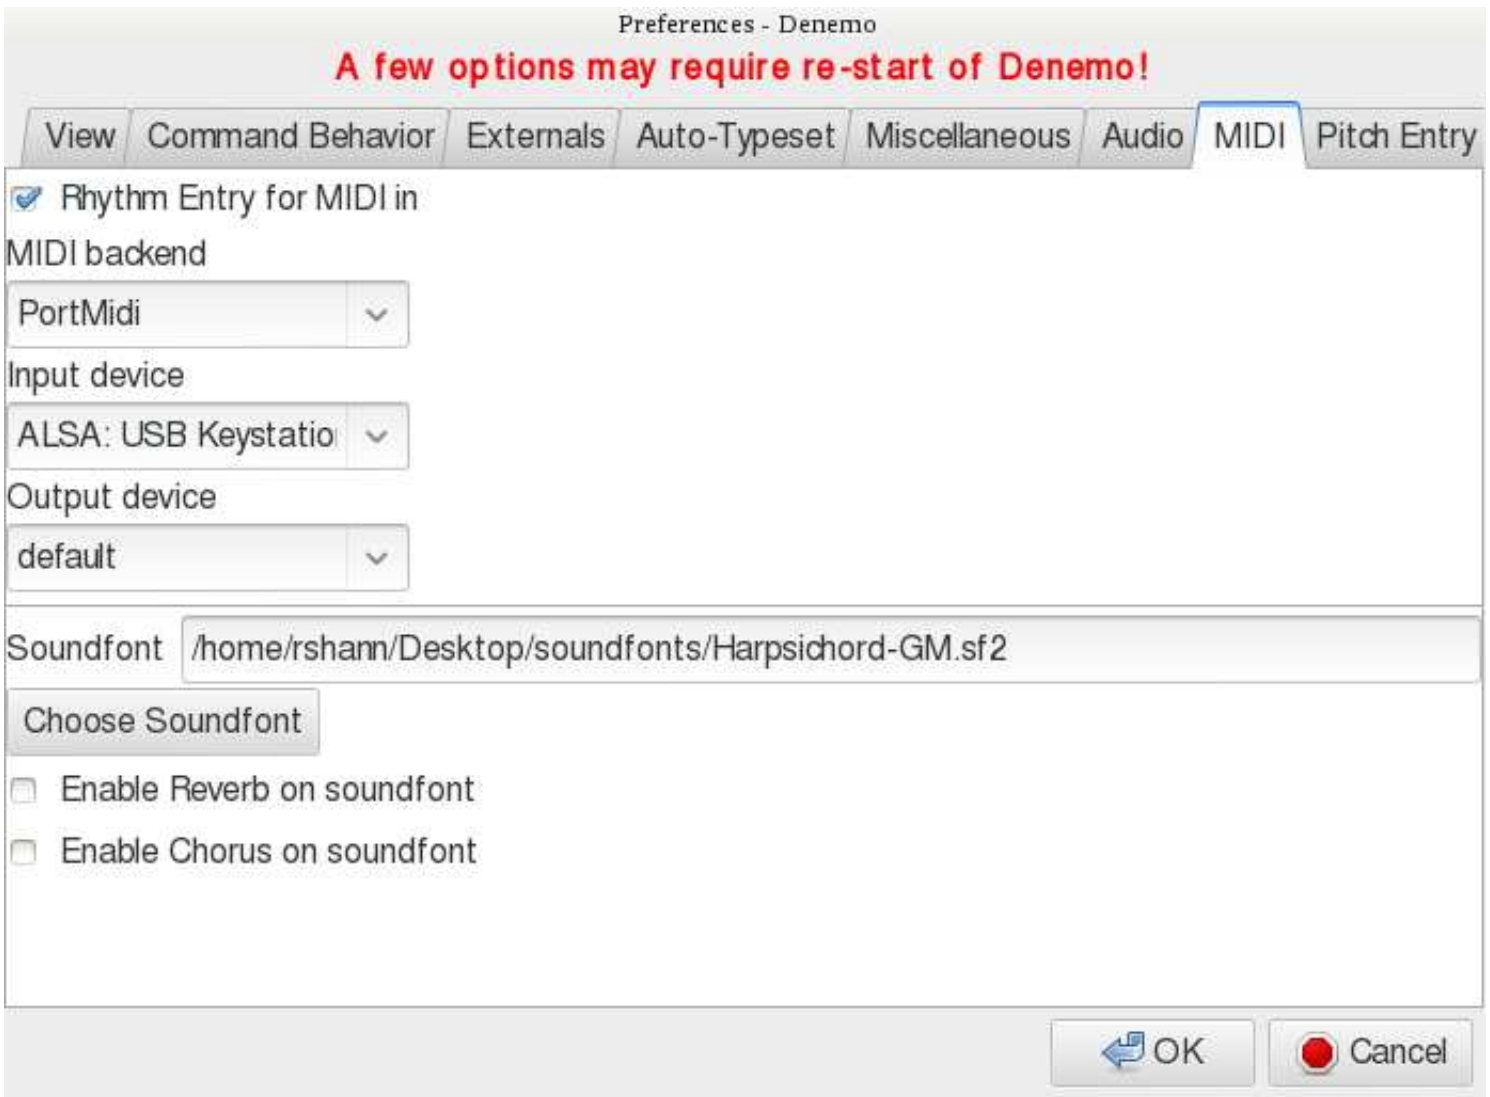 Preferences - Denemo
A few options may require re-start of Denemo!
View Command Behavior Externals Auto-Typeset Miscellaneous Audio MIDI Pitch Entry
Rhythm Entry for MIDI in
MIDI backend
PortMidi
Input device
ALSA: USB Keystatio
Output device
default
Soundfont /home/rshann/Desktop/soundfonts/Harpsichord-GM.sf2
Choose Soundfont
Enable Reverb on soundfont
Enable Chorus on soundfont
OK Cancel